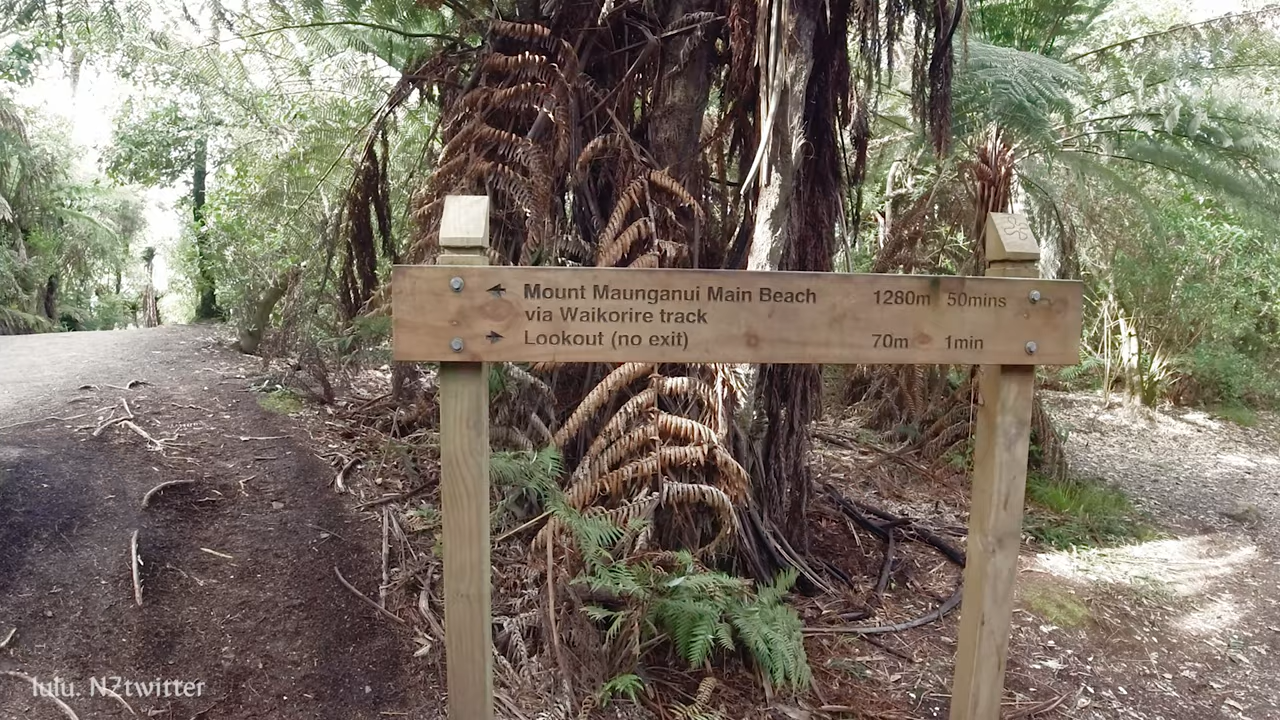 Mount Maunganui Main Beach 1280m 50mins
via Waikorire track
Lookout (no exit) 70m 1min
lulu. NZtwitter